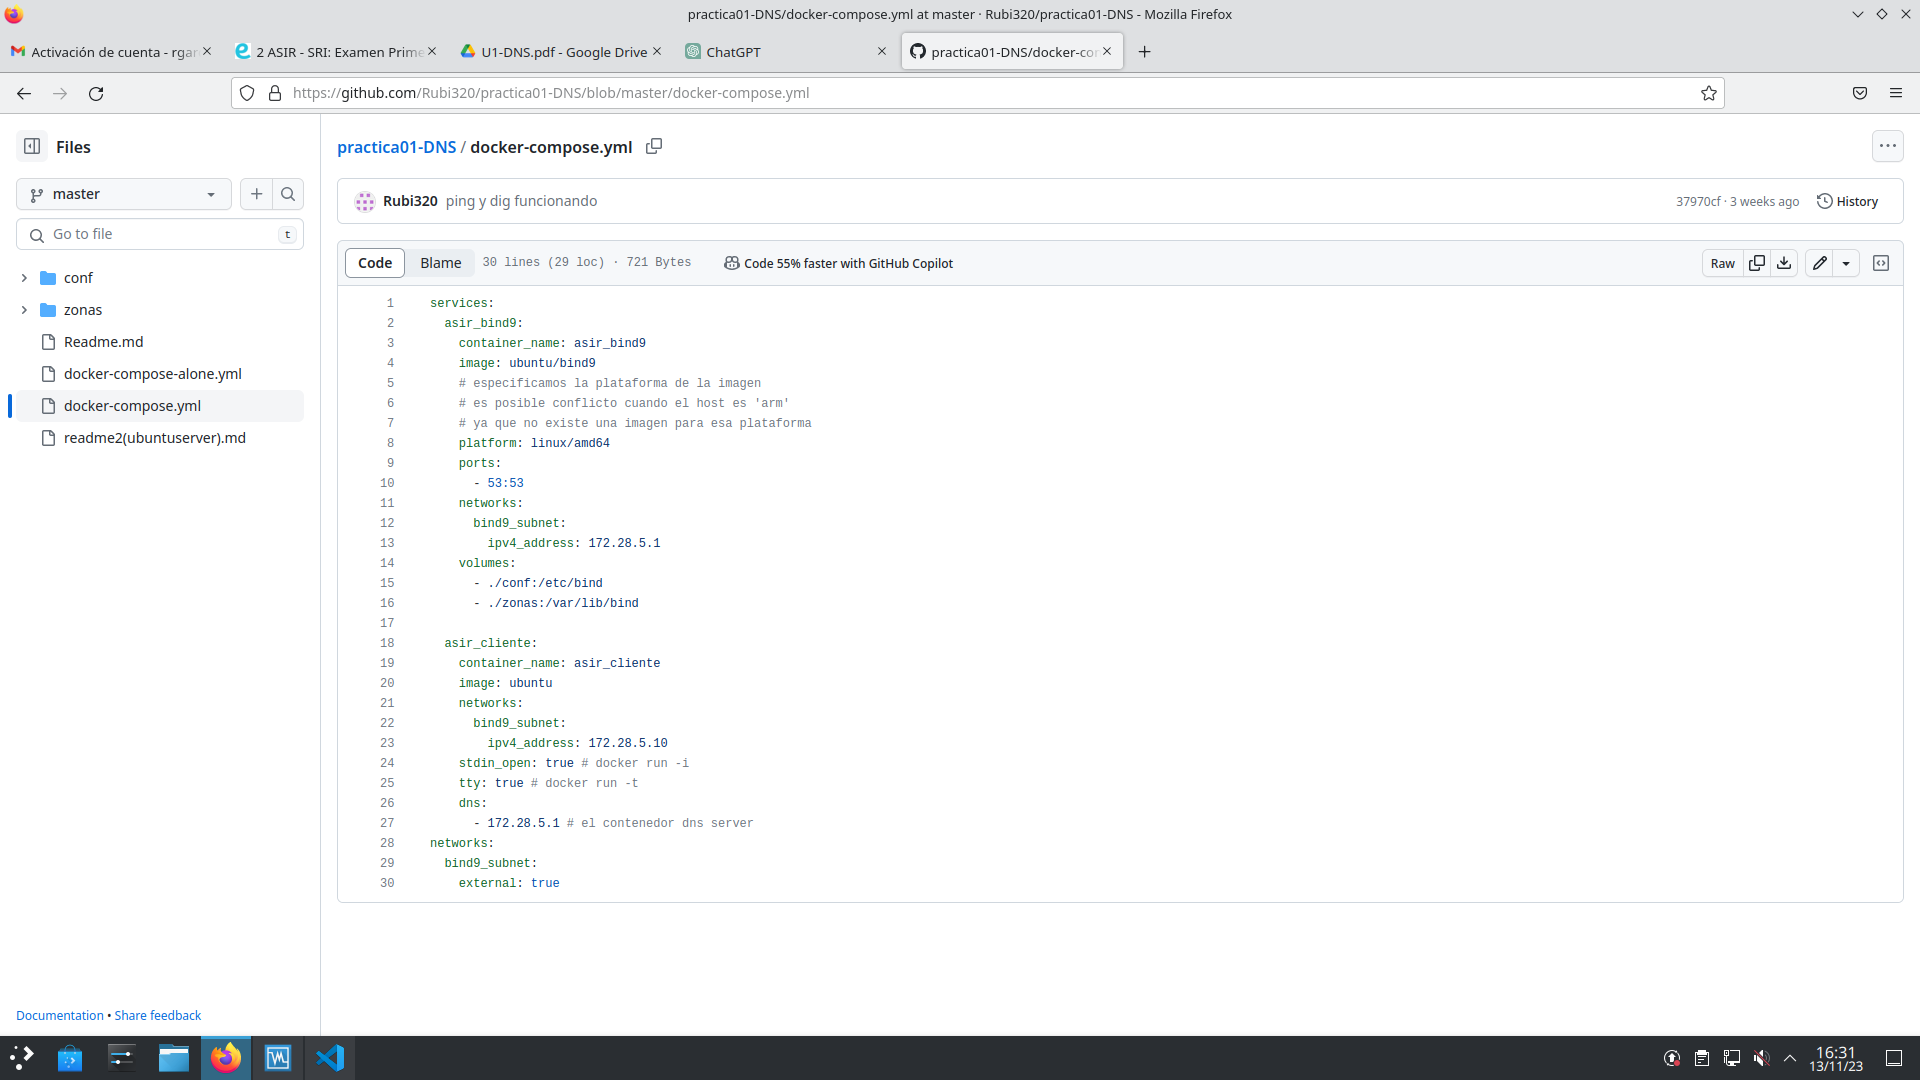 practica01-DNS/docker-compose.yml at master · Rubi320/practica01-DNS - Mozilla Firefox
Activación de cuenta - rgar
2 ASIR - SRI: Examen Prime
U1-DNS.pdf - Google Drive
ChatGPT
practica01-DNS/docker-cor
https://github.com/Rubi320/practica01-DNS/blob/master/docker-compose.yml
Files
master
Go to file
t
conf
zonas
Readme.md
docker-compose-alone.yml
docker-compose.yml
readme2(ubuntuserver).md
Documentation • Share feedback
practica01-DNS / docker-compose.yml
Rubi320 ping y dig funcionando
37970cf · 3 weeks ago
History
Code
Blame
30 lines (29 loc) · 721 Bytes
Code 55% faster with GitHub Copilot
Raw
1 services:
2   asir_bind9:
3     container_name: asir_bind9
4     image: ubuntu/bind9
5     # especificamos la plataforma de la imagen
6     # es posible conflicto cuando el host es 'arm'
7     # ya que no existe una imagen para esa plataforma
8     platform: linux/amd64
9     ports:
10       - 53:53
11     networks:
12       bind9_subnet:
13         ipv4_address: 172.28.5.1
14     volumes:
15       - ./conf:/etc/bind
16       - ./zonas:/var/lib/bind
17
18   asir_cliente:
19     container_name: asir_cliente
20     image: ubuntu
21     networks:
22       bind9_subnet:
23         ipv4_address: 172.28.5.10
24     stdin_open: true # docker run -i
25     tty: true # docker run -t
26     dns:
27       - 172.28.5.1 # el contenedor dns server
28 networks:
29   bind9_subnet:
30     external: true
16:31
13/11/23